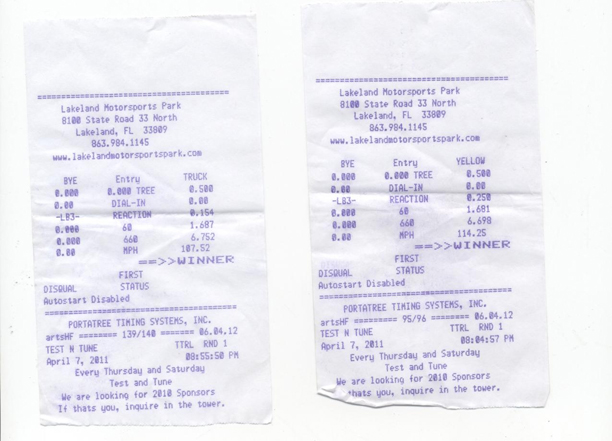 =====================================
Lakeland Motorsports Park
8100 State Road 33 North
Lakeland, FL 33809
863.984.1145
www.lakelandmotorsportspark.com
BYE Entry TRUCK
0.000 0.000 TREE 0.500
0.00 DIAL-IN 0.00
-LB3- REACTION 0.154
0.000 60 1.687
0.000 660 6.752
0.00 MPH 107.52
==>>WINNER
FIRST
DISQUAL STATUS
Autostart Disabled
=====================================
PORTATREE TIMING SYSTEMS, INC.
artsHF ======= 139/140 ====== 06.04.12
TEST N TUNE TTRL RND 1
April 7, 2011 08:55:50 PM
Every Thursday and Saturday
Test and Tune
We are looking for 2010 Sponsors
If thats you, inquire in the tower.
=====================================
Lakeland Motorsports Park
8100 State Road 33 North
Lakeland, FL 33809
863.984.1145
www.lakelandmotorsportspark.com
BYE Entry YELLOW
0.000 0.000 TREE 0.500
0.00 DIAL-IN 0.00
-LB3- REACTION 0.250
0.000 60 1.681
0.000 660 6.698
0.00 MPH 114.25
==>>WINNER
FIRST
DISQUAL STATUS
Autostart Disabled
=====================================
PORTATREE TIMING SYSTEMS, INC.
artsHF ======== 95/96 ======== 06.04.12
TEST N TUNE TTRL RND 1
April 7, 2011 08:04:57 PM
Every Thursday and Saturday
Test and Tune
We are looking for 2010 Sponsors
thats you, inquire in the tower.